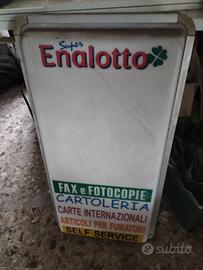 Super
Enalotto
FAX e FOTOCOPIE
CARTOLERIA
CARTE INTERNAZIONALI
ARTICOLI PER FUMATORI
SELF SERVICE
subito